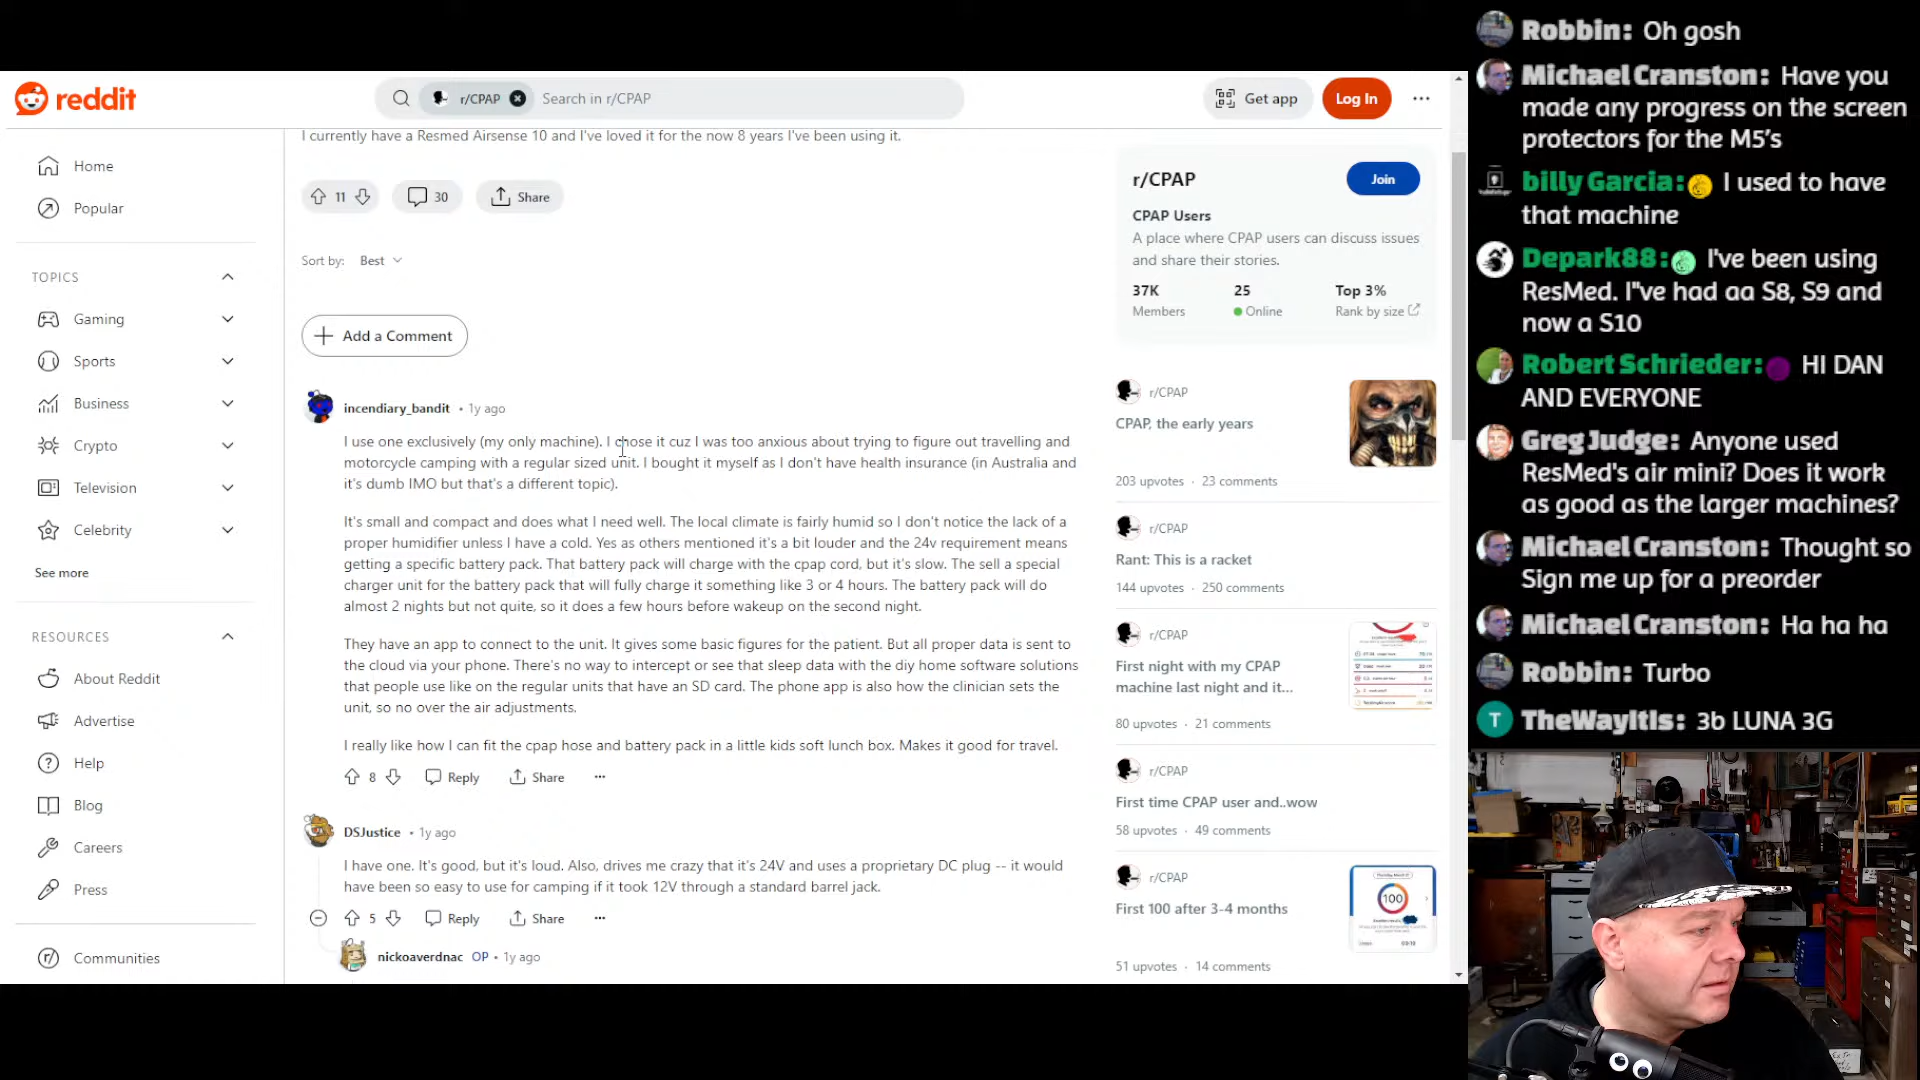 reddit
r/CPAP
Search in r/CPAP
Get app
Log In
Home
Popular
TOPICS
Gaming
Sports
Business
Crypto
Television
Celebrity
See more
RESOURCES
About Reddit
Advertise
Help
Blog
Careers
Press
Communities
I currently have a Resmed Airsense 10 and I've loved it for the now 8 years I've been using it.
11
30
Share
Sort by:
Best
Add a Comment
incendiary_bandit • 1y ago
I use one exclusively (my only machine). I chose it cuz I was too anxious about trying to figure out travelling and
motorcycle camping with a regular sized unit. I bought it myself as I don't have health insurance (in Australia and
it's dumb IMO but that's a different topic).
It's small and compact and does what I need well. The local climate is fairly humid so I don't notice the lack of a
proper humidifier unless I have a cold. Yes as others mentioned it's a bit louder and the 24v requirement means
getting a specific battery pack. That battery pack will charge with the cpap cord, but it's slow. The sell a special
charger unit for the battery pack that will fully charge it something like 3 or 4 hours. The battery pack will do
almost 2 nights but not quite, so it does a few hours before wakeup on the second night.
They have an app to connect to the unit. It gives some basic figures for the patient. But all proper data is sent to
the cloud via your phone. There's no way to intercept or see that sleep data with the diy home software solutions
that people use like on the regular units that have an SD card. The phone app is also how the clinician sets the
unit, so no over the air adjustments.
I really like how I can fit the cpap hose and battery pack in a little kids soft lunch box. Makes it good for travel.
8
Reply
Share
DSJustice • 1y ago
I have one. It's good, but it's loud. Also, drives me crazy that it's 24V and uses a proprietary DC plug -- it would
have been so easy to use for camping if it took 12V through a standard barrel jack.
5
Reply
Share
nickoaverdnac OP • 1y ago
r/CPAP
Join
CPAP Users
A place where CPAP users can discuss issues
and share their stories.
37K
25
Top 3%
Members
Online
Rank by size
r/CPAP
CPAP, the early years
203 upvotes · 23 comments
r/CPAP
Rant: This is a racket
144 upvotes · 250 comments
r/CPAP
First night with my CPAP
machine last night and it...
80 upvotes · 21 comments
r/CPAP
First time CPAP user and..wow
58 upvotes · 49 comments
r/CPAP
First 100 after 3-4 months
100
51 upvotes · 14 comments
Robbin: Oh gosh
Michael Cranston: Have you
made any progress on the screen
protectors for the M5's
billy Garcia: I used to have
that machine
Depark88: I've been using
ResMed. I"ve had aa S8, S9 and
now a S10
Robert Schrieder: HI DAN
AND EVERYONE
Greg Judge: Anyone used
ResMed's air mini? Does it work
as good as the larger machines?
Michael Cranston: Thought so
Sign me up for a preorder
Michael Cranston: Ha ha ha
Robbin: Turbo
T
TheWayItIs: 3b LUNA 3G